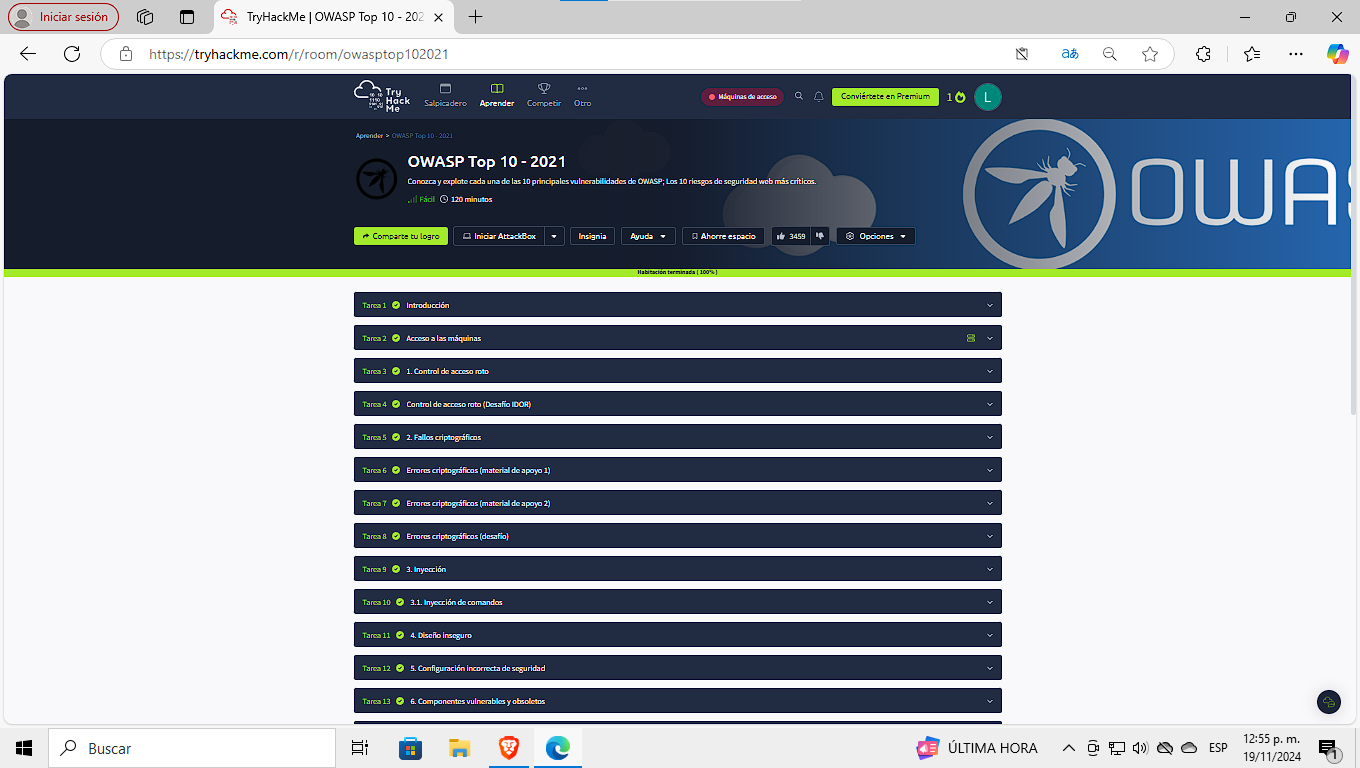 Iniciar sesión
TryHackMe | OWASP Top 10 - 202
https://tryhackme.com/r/room/owasptop102021
Try Hack Me
Salpicadero
Aprender
Competir
Otro
Máquinas de acceso
Conviértete en Premium
1
L
Aprender > OWASP Top 10 - 2021
OWASP Top 10 - 2021
Conozca y explote cada una de las 10 principales vulnerabilidades de OWASP; Los 10 riesgos de seguridad web más críticos.
Fácil 120 minutos
OWAS
Comparte tu logro
Iniciar AttackBox
Insignia
Ayuda
Ahorre espacio
3459
Opciones
Habitación terminada ( 100% )
Tarea 1 Introducción
Tarea 2 Acceso a las máquinas
Tarea 3 1. Control de acceso roto
Tarea 4 Control de acceso roto (Desafío IDOR)
Tarea 5 2. Fallos criptográficos
Tarea 6 Errores criptográficos (material de apoyo 1)
Tarea 7 Errores criptográficos (material de apoyo 2)
Tarea 8 Errores criptográficos (desafío)
Tarea 9 3. Inyección
Tarea 10 3.1. Inyección de comandos
Tarea 11 4. Diseño inseguro
Tarea 12 5. Configuración incorrecta de seguridad
Tarea 13 6. Componentes vulnerables y obsoletos
Buscar
ÚLTIMA HORA
ESP
12:55 p. m.
19/11/2024
1